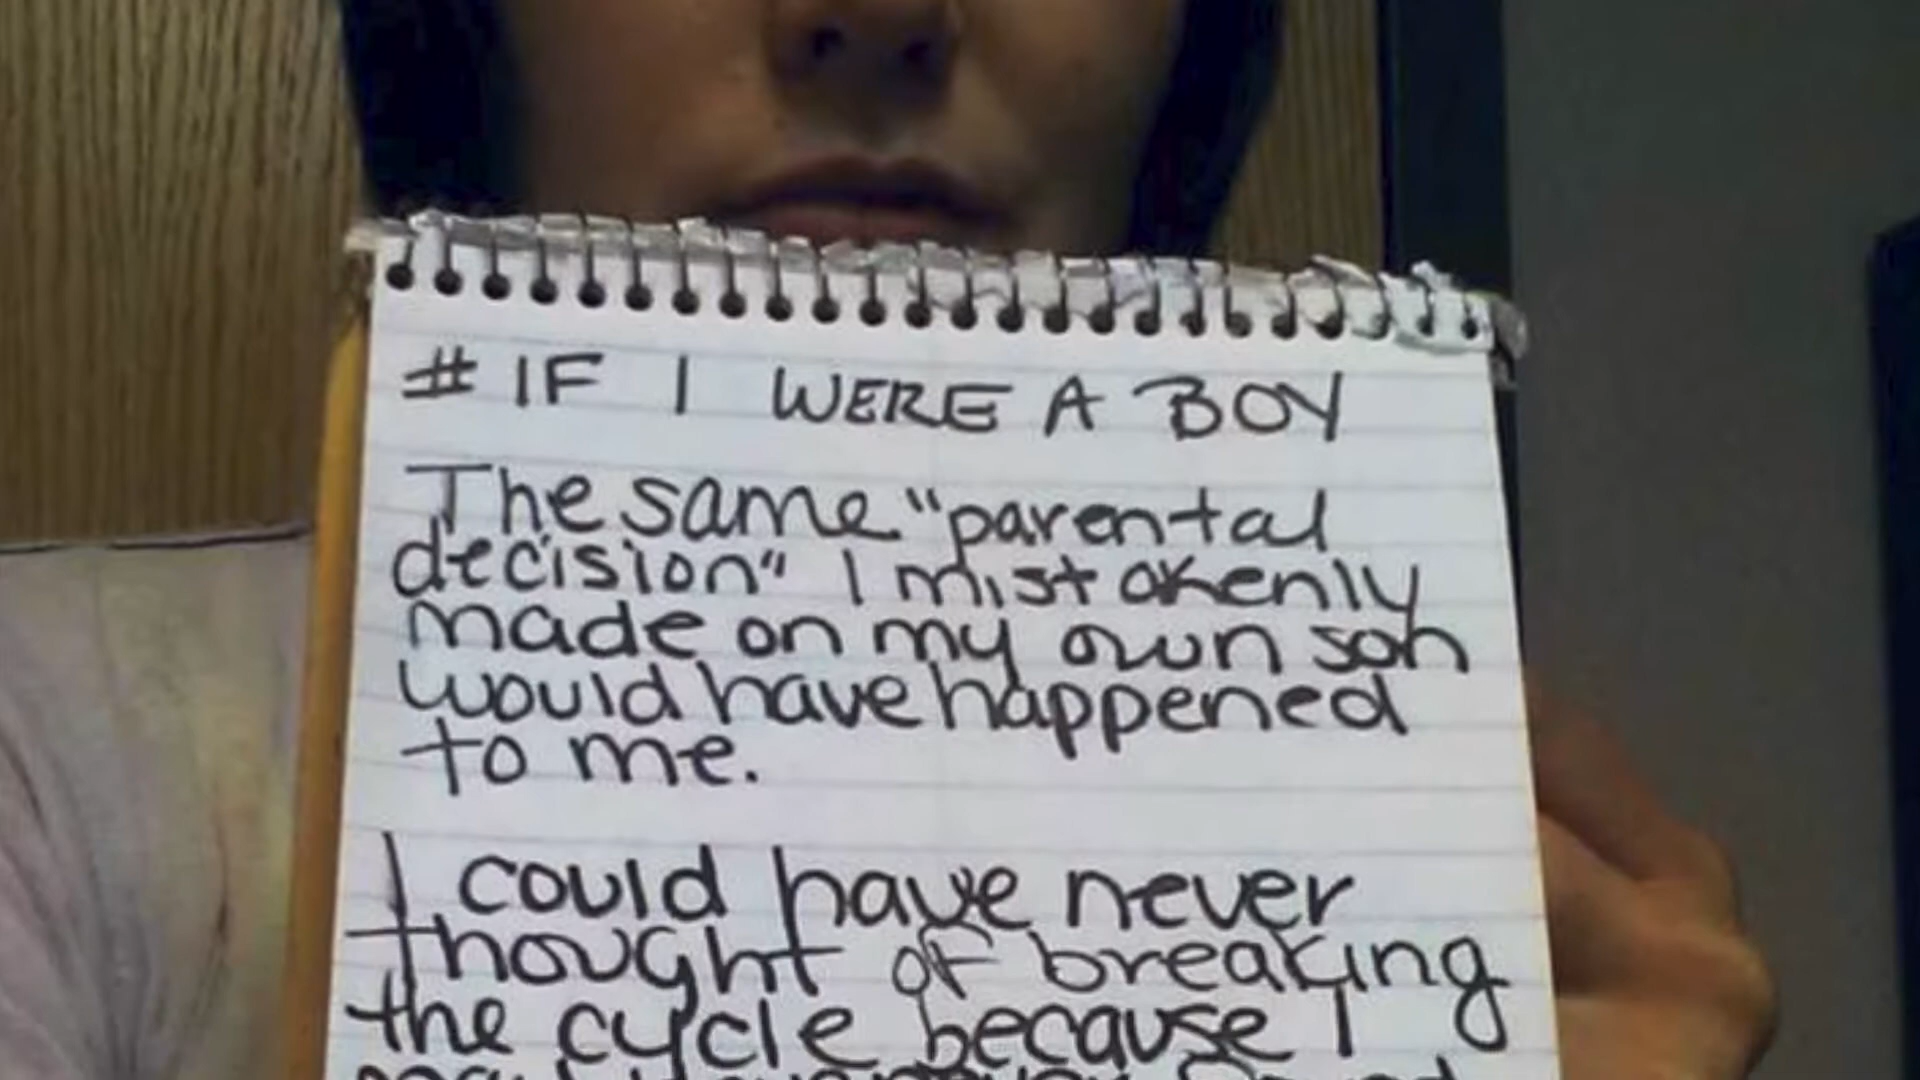 # IF I WERE A BOY
The same "parental
decision" I mistakenly
made on my own son
would have happened
to me.
I could have never
thought of breaking
the cycle because I